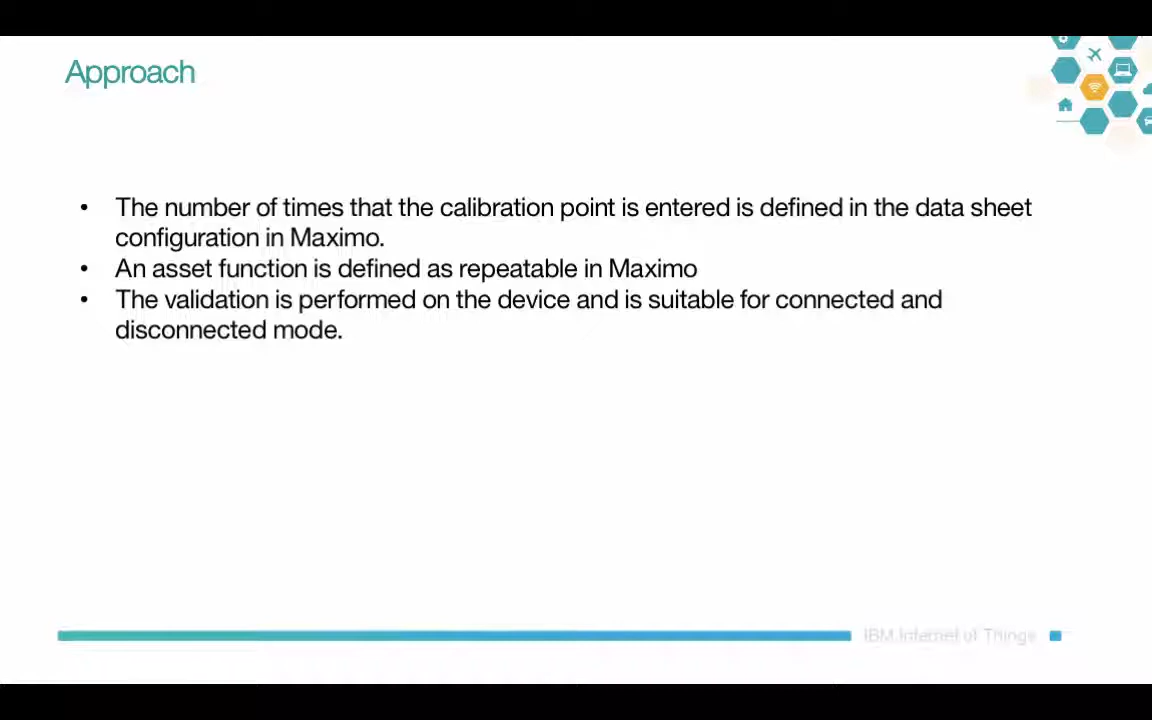 Approach
• The number of times that the calibration point is entered is defined in the data sheet
configuration in Maximo.
• An asset function is defined as repeatable in Maximo
• The validation is performed on the device and is suitable for connected and
disconnected mode.
IBM Internet of Things